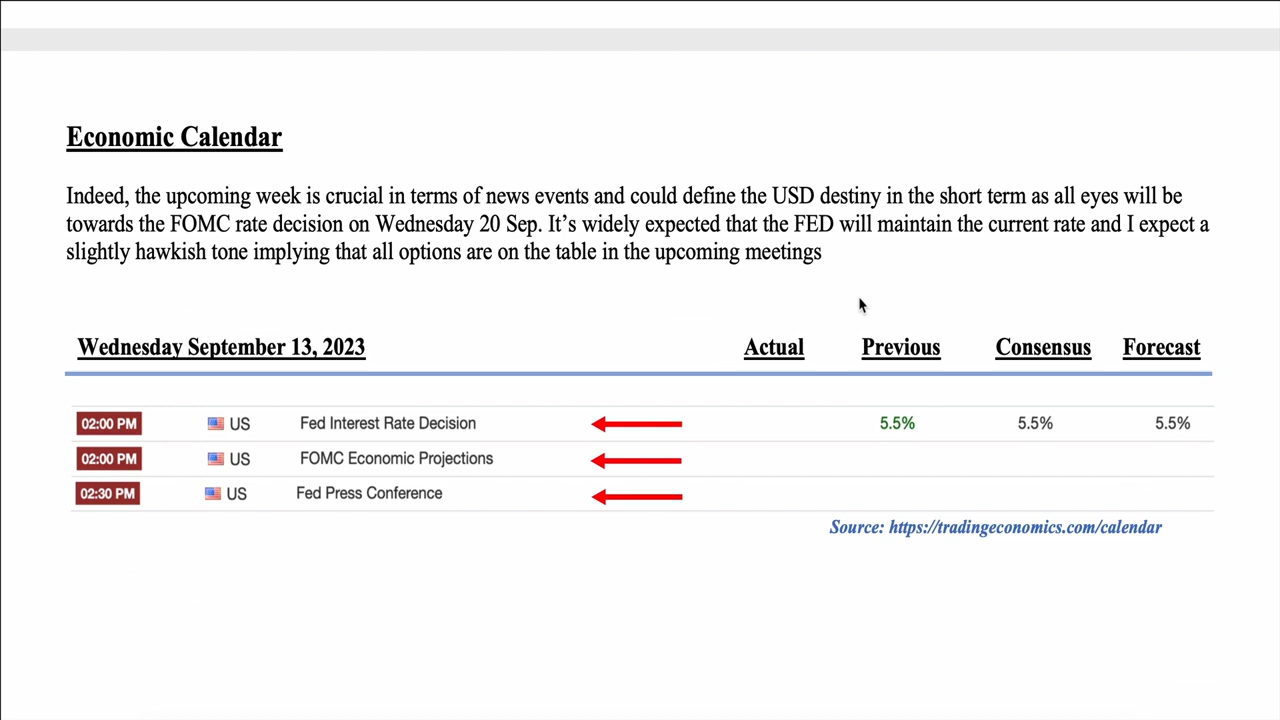 Economic Calendar
Indeed, the upcoming week is crucial in terms of news events and could define the USD destiny in the short term as all eyes will be
towards the FOMC rate decision on Wednesday 20 Sep. It’s widely expected that the FED will maintain the current rate and I expect a
slightly hawkish tone implying that all options are on the table in the upcoming meetings
Wednesday September 13, 2023 Actual Previous Consensus Forecast
02:00 PM US Fed Interest Rate Decision 5.5% 5.5% 5.5%
02:00 PM US FOMC Economic Projections
02:30 PM US Fed Press Conference
Source: https://tradingeconomics.com/calendar